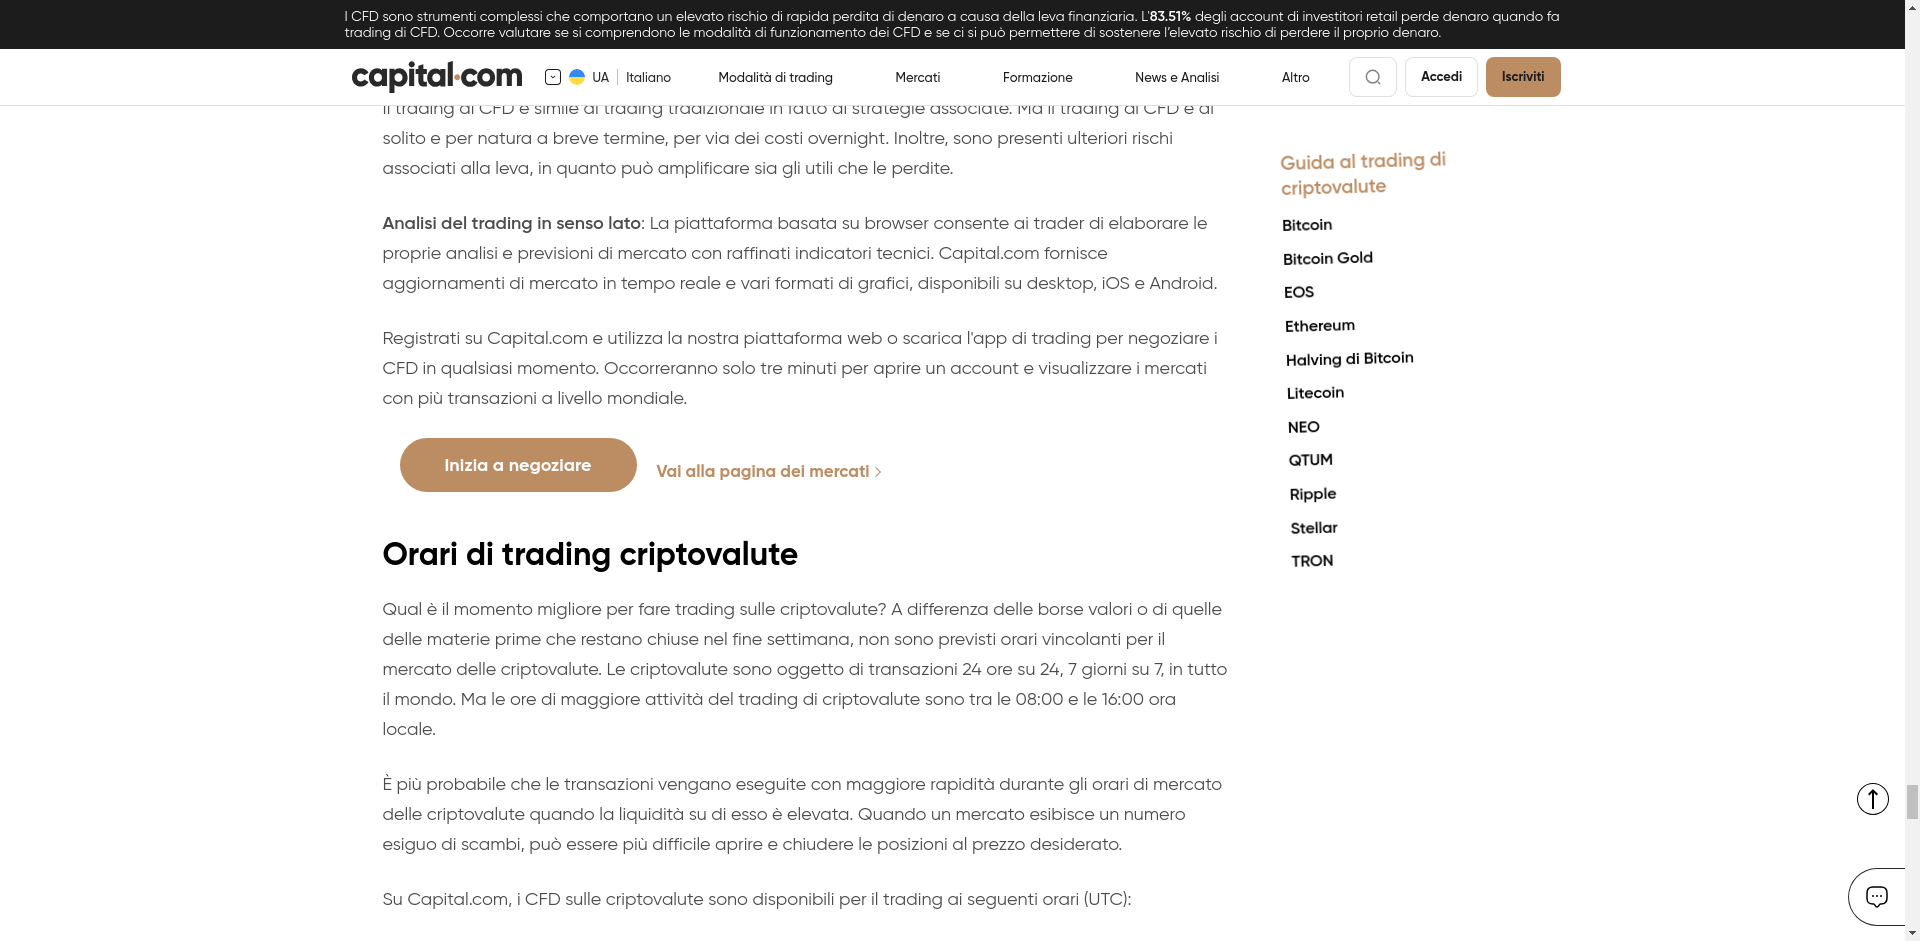 I CFD sono strumenti complessi che comportano un elevato rischio di rapida perdita di denaro a causa della leva finanziaria. L'83.51% degli account di investitori retail perde denaro quando fa
trading di CFD. Occorre valutare se si comprendono le modalità di funzionamento dei CFD e se ci si può permettere di sostenere l'elevato rischio di perdere il proprio denaro.
capital.com
UA
Italiano
Modalità di trading
Mercati
Formazione
News e Analisi
Altro
Accedi
Iscriviti
Il trading di CFD è simile al trading tradizionale in fatto di strategie associate. Ma il trading di CFD è di
solito e per natura a breve termine, per via dei costi overnight. Inoltre, sono presenti ulteriori rischi
associati alla leva, in quanto può amplificare sia gli utili che le perdite.
Analisi del trading in senso lato: La piattaforma basata su browser consente ai trader di elaborare le
proprie analisi e previsioni di mercato con raffinati indicatori tecnici. Capital.com fornisce
aggiornamenti di mercato in tempo reale e vari formati di grafici, disponibili su desktop, iOS e Android.
Registrati su Capital.com e utilizza la nostra piattaforma web o scarica l'app di trading per negoziare i
CFD in qualsiasi momento. Occorreranno solo tre minuti per aprire un account e visualizzare i mercati
con più transazioni a livello mondiale.
Inizia a negoziare
Vai alla pagina dei mercati
Orari di trading criptovalute
Qual è il momento migliore per fare trading sulle criptovalute? A differenza delle borse valori o di quelle
delle materie prime che restano chiuse nel fine settimana, non sono previsti orari vincolanti per il
mercato delle criptovalute. Le criptovalute sono oggetto di transazioni 24 ore su 24, 7 giorni su 7, in tutto
il mondo. Ma le ore di maggiore attività del trading di criptovalute sono tra le 08:00 e le 16:00 ora
locale.
È più probabile che le transazioni vengano eseguite con maggiore rapidità durante gli orari di mercato
delle criptovalute quando la liquidità su di esso è elevata. Quando un mercato esibisce un numero
esiguo di scambi, può essere più difficile aprire e chiudere le posizioni al prezzo desiderato.
Su Capital.com, i CFD sulle criptovalute sono disponibili per il trading ai seguenti orari (UTC):
Guida al trading di
criptovalute
Bitcoin
Bitcoin Gold
EOS
Ethereum
Halving di Bitcoin
Litecoin
NEO
QTUM
Ripple
Stellar
TRON